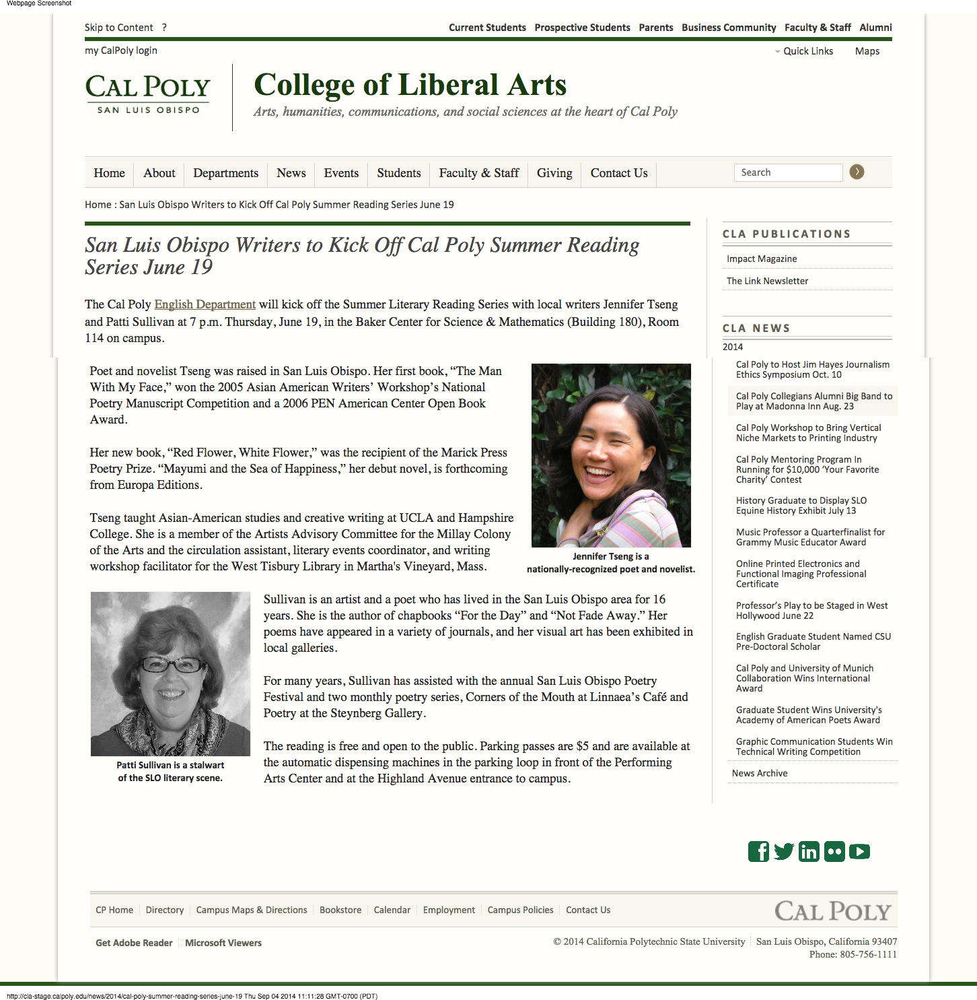 Webpage Screenshot
Skip to Content ?
Current Students Prospective Students Parents Business Community Faculty & Staff Alumni
my CalPoly login
Quick Links Maps
CAL POLY
SAN LUIS OBISPO
College of Liberal Arts
Arts, humanities, communications, and social sciences at the heart of Cal Poly
Home About Departments News Events Students Faculty & Staff Giving Contact Us
Search
Home : San Luis Obispo Writers to Kick Off Cal Poly Summer Reading Series June 19
San Luis Obispo Writers to Kick Off Cal Poly Summer Reading
Series June 19
The Cal Poly English Department will kick off the Summer Literary Reading Series with local writers Jennifer Tseng
and Patti Sullivan at 7 p.m. Thursday, June 19, in the Baker Center for Science & Mathematics (Building 180), Room
114 on campus.
Poet and novelist Tseng was raised in San Luis Obispo. Her first book, “The Man
With My Face,” won the 2005 Asian American Writers’ Workshop’s National
Poetry Manuscript Competition and a 2006 PEN American Center Open Book
Award.
Her new book, “Red Flower, White Flower,” was the recipient of the Marick Press
Poetry Prize. “Mayumi and the Sea of Happiness,” her debut novel, is forthcoming
from Europa Editions.
Tseng taught Asian-American studies and creative writing at UCLA and Hampshire
College. She is a member of the Artists Advisory Committee for the Millay Colony
of the Arts and the circulation assistant, literary events coordinator, and writing
workshop facilitator for the West Tisbury Library in Martha's Vineyard, Mass.
Jennifer Tseng is a
nationally-recognized poet and novelist.
Sullivan is an artist and a poet who has lived in the San Luis Obispo area for 16
years. She is the author of chapbooks “For the Day” and “Not Fade Away.” Her
poems have appeared in a variety of journals, and her visual art has been exhibited in
local galleries.
For many years, Sullivan has assisted with the annual San Luis Obispo Poetry
Festival and two monthly poetry series, Corners of the Mouth at Linnaea’s Café and
Poetry at the Steynberg Gallery.
The reading is free and open to the public. Parking passes are $5 and are available at
the automatic dispensing machines in the parking loop in front of the Performing
Arts Center and at the Highland Avenue entrance to campus.
Patti Sullivan is a stalwart
of the SLO literary scene.
CLA PUBLICATIONS
Impact Magazine
The Link Newsletter
CLA NEWS
2014
Cal Poly to Host Jim Hayes Journalism
Ethics Symposium Oct. 10
Cal Poly Collegians Alumni Big Band to
Play at Madonna Inn Aug. 23
Cal Poly Workshop to Bring Vertical
Niche Markets to Printing Industry
Cal Poly Mentoring Program In
Running for $10,000 ‘Your Favorite
Charity’ Contest
History Graduate to Display SLO
Equine History Exhibit July 13
Music Professor a Quarterfinalist for
Grammy Music Educator Award
Online Printed Electronics and
Functional Imaging Professional
Certificate
Professor’s Play to be Staged in West
Hollywood June 22
English Graduate Student Named CSU
Pre-Doctoral Scholar
Cal Poly and University of Munich
Collaboration Wins International
Award
Graduate Student Wins University's
Academy of American Poets Award
Graphic Communication Students Win
Technical Writing Competition
News Archive
CP Home Directory Campus Maps & Directions Bookstore Calendar Employment Campus Policies Contact Us
CAL POLY
Get Adobe Reader Microsoft Viewers
© 2014 California Polytechnic State University San Luis Obispo, California 93407
Phone: 805-756-1111
http://cla-stage.calpoly.edu/news/2014/cal-poly-summer-reading-series-june-19 Thu Sep 04 2014 11:11:28 GMT-0700 (PDT)